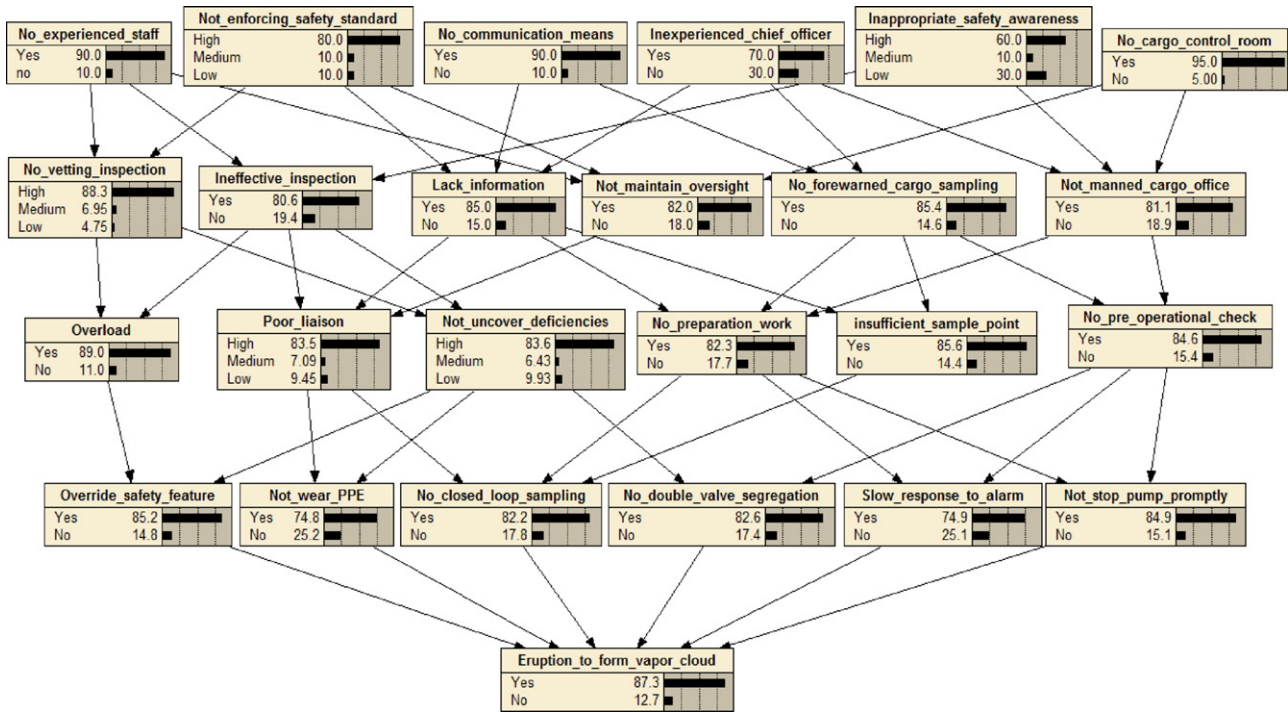 No_experienced_staff
Yes 90.0
no 10.0
Not_enforcing_safety_standard
High 80.0
Medium 10.0
Low 10.0
No_communication_means
Yes 90.0
No 10.0
Inexperienced_chief_officer
Yes 70.0
No 30.0
Inappropriate_safety_awareness
High 60.0
Medium 10.0
Low 30.0
No_cargo_control_room
Yes 95.0
No 5.00
No_vetting_inspection
High 88.3
Medium 6.95
Low 4.75
Ineffective_inspection
Yes 80.6
No 19.4
Lack_information
Yes 85.0
No 15.0
Not_maintain_oversight
Yes 82.0
No 18.0
No_forewarned_cargo_sampling
Yes 85.4
No 14.6
Not_manned_cargo_office
Yes 81.1
No 18.9
Overload
Yes 89.0
No 11.0
Poor_liaison
High 83.5
Medium 7.09
Low 9.45
Not_uncover_deficiencies
High 83.6
Medium 6.43
Low 9.93
No_preparation_work
Yes 82.3
No 17.7
insufficient_sample_point
Yes 85.6
No 14.4
No_pre_operational_check
Yes 84.6
No 15.4
Override_safety_feature
Yes 85.2
No 14.8
Not_wear_PPE
Yes 74.8
No 25.2
No_closed_loop_sampling
Yes 82.2
No 17.8
No_double_valve_segregation
Yes 82.6
No 17.4
Slow_response_to_alarm
Yes 74.9
No 25.1
Not_stop_pump_promptly
Yes 84.9
No 15.1
Eruption_to_form_vapor_cloud
Yes 87.3
No 12.7